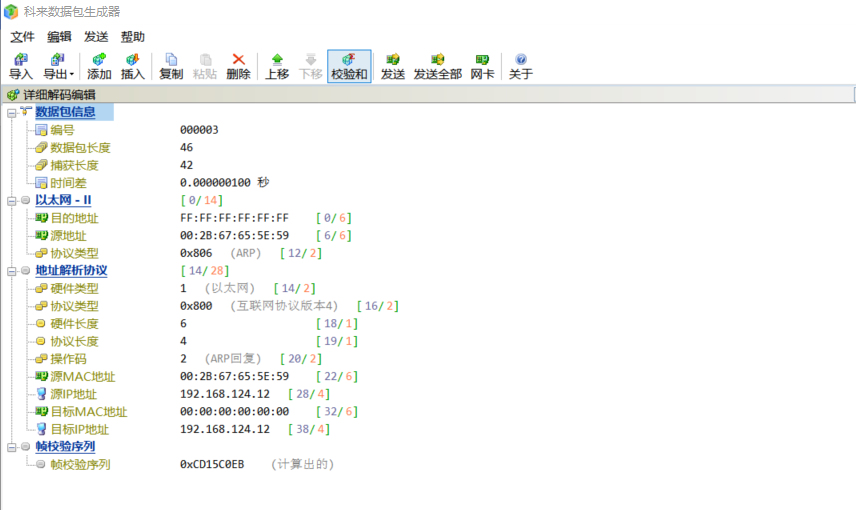 科来数据包生成器
文件 编辑 发送 帮助
导入 导出 添加 插入 复制 粘贴 删除 上移 下移 校验和 发送 发送全部 网卡 关于
详细解码编辑
数据包信息
编号 000003
数据包长度 46
捕获长度 42
时间差 0.000000100 秒
以太网 - II [0/14]
目的地址 FF:FF:FF:FF:FF:FF [0/6]
源地址 00:2B:67:65:5E:59 [6/6]
协议类型 0x806 (ARP) [12/2]
地址解析协议 [14/28]
硬件类型 1 (以太网) [14/2]
协议类型 0x800 (互联网协议版本4) [16/2]
硬件长度 6 [18/1]
协议长度 4 [19/1]
操作码 2 (ARP回复) [20/2]
源MAC地址 00:2B:67:65:5E:59 [22/6]
源IP地址 192.168.124.12 [28/4]
目标MAC地址 00:00:00:00:00:00 [32/6]
目标IP地址 192.168.124.12 [38/4]
帧校验序列
帧校验序列 0xCD15C0EB (计算出的)